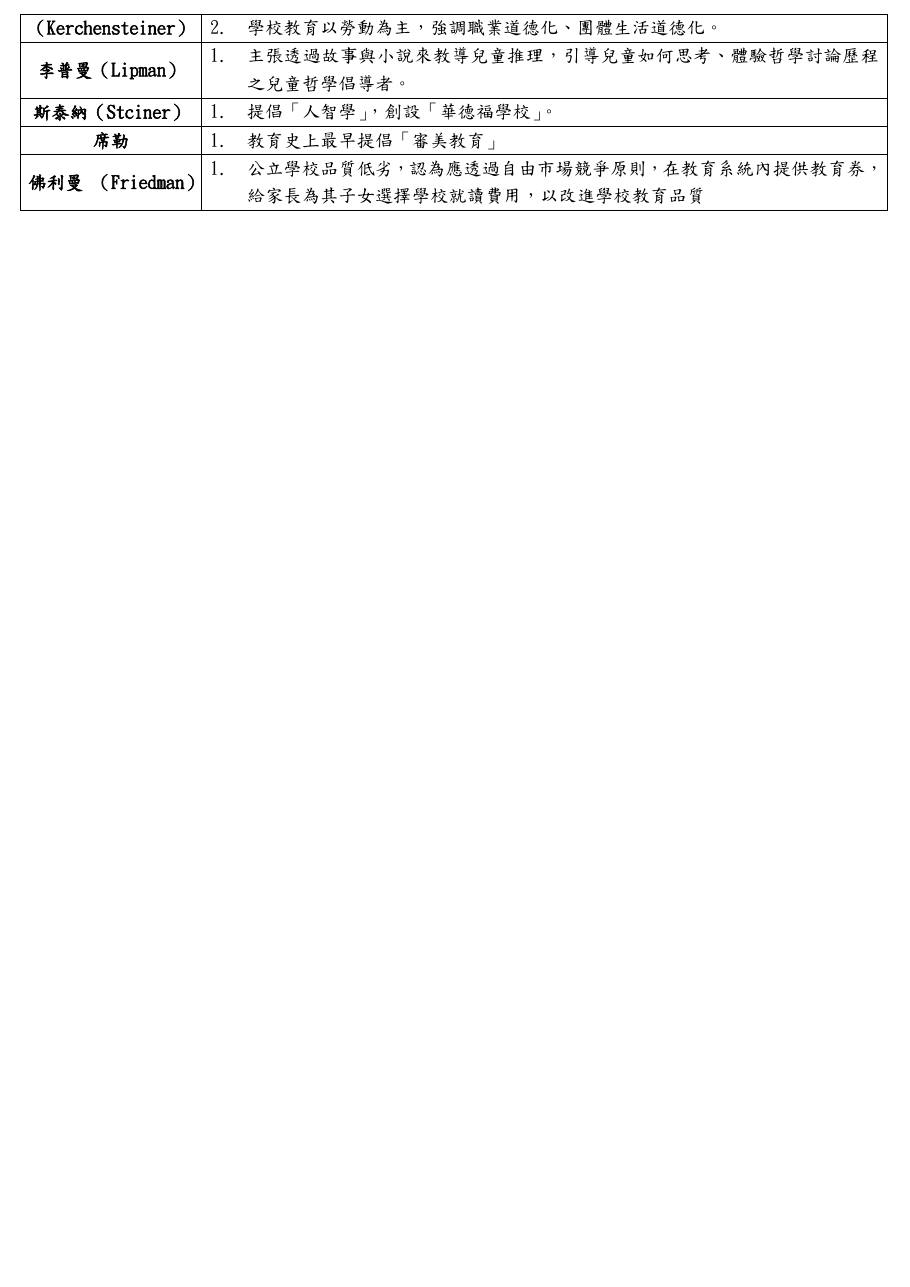 （Kerchensteiner） 2. 學校教育以勞動為主，強調職業道德化、團體生活道德化。
李普曼（Lipman） 1. 主張透過故事與小說來教導兒童推理，引導兒童如何思考、體驗哲學討論歷程
之兒童哲學倡導者。
斯泰納（Stciner） 1. 提倡「人智學」，創設「華德福學校」。
席勒 1. 教育史上最早提倡「審美教育」
佛利曼 （Friedman） 1. 公立學校品質低劣，認為應透過自由市場競爭原則，在教育系統內提供教育券，
給家長為其子女選擇學校就讀費用，以改進學校教育品質